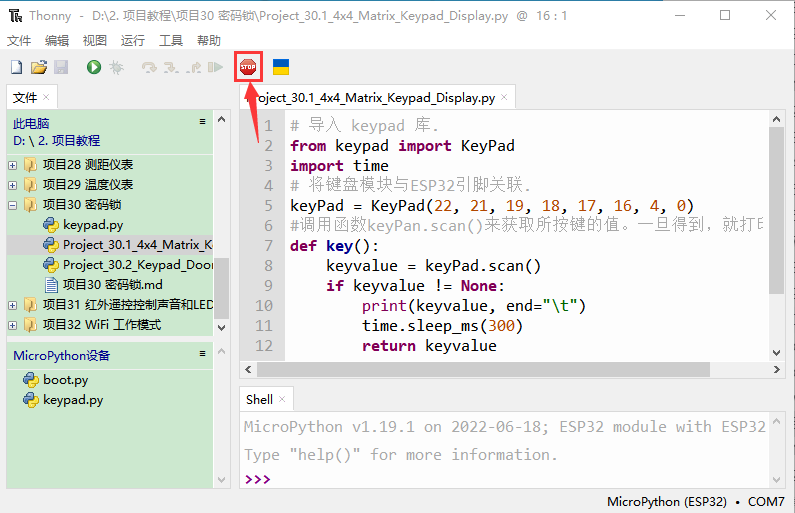 Thonny - D:\2. 项目教程\项目30 密码锁\Project_30.1_4x4_Matrix_Keypad_Display.py @ 16 : 1
文件 编辑 视图 运行 工具 帮助
STOP
文件 ×
此电脑
D: \ 2. 项目教程
项目28 测距仪表
项目29 温度仪表
项目30 密码锁
keypad.py
Project_30.1_4x4_Matrix_K
Project_30.2_Keypad_Doo
项目30 密码锁.md
项目31 红外遥控控制声音和LED
项目32 WiFi 工作模式
MicroPython设备
boot.py
keypad.py
Project_30.1_4x4_Matrix_Keypad_Display.py ×
1 # 导入 keypad 库.
2 from keypad import KeyPad
3 import time
4 # 将键盘模块与ESP32引脚关联.
5 keyPad = KeyPad(22, 21, 19, 18, 17, 16, 4, 0)
6 #调用函数keyPan.scan()来获取所按键的值。一旦得到，就打印
7 def key():
8 keyvalue = keyPad.scan()
9 if keyvalue != None:
10 print(keyvalue, end="\t")
11 time.sleep_ms(300)
12 return keyvalue
Shell ×
MicroPython v1.19.1 on 2022-06-18; ESP32 module with ESP32
Type "help()" for more information.
>>>
MicroPython (ESP32) • COM7